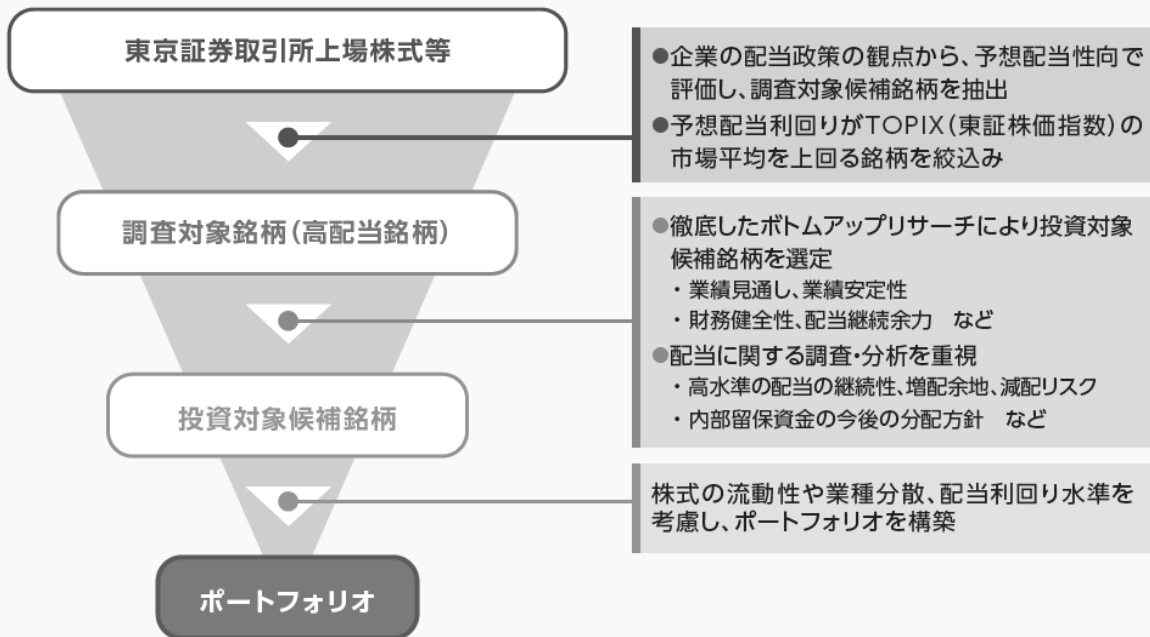 東京証券取引所上場株式等
●企業の配当政策の観点から、予想配当性向で
評価し、調査対象候補銘柄を抽出
●予想配当利回りがTOPIX(東証株価指数)の
市場平均を上回る銘柄を絞込み
調査対象銘柄(高配当銘柄)
●徹底したボトムアップリサーチにより投資対象
候補銘柄を選定
・業績見通し、業績安定性
・財務健全性、配当継続余力 など
●配当に関する調査・分析を重視
・高水準の配当の継続性、増配余地、減配リスク
・内部留保資金の今後の分配方針 など
投資対象候補銘柄
株式の流動性や業種分散、配当利回り水準を
考慮し、ポートフォリオを構築
ポートフォリオ